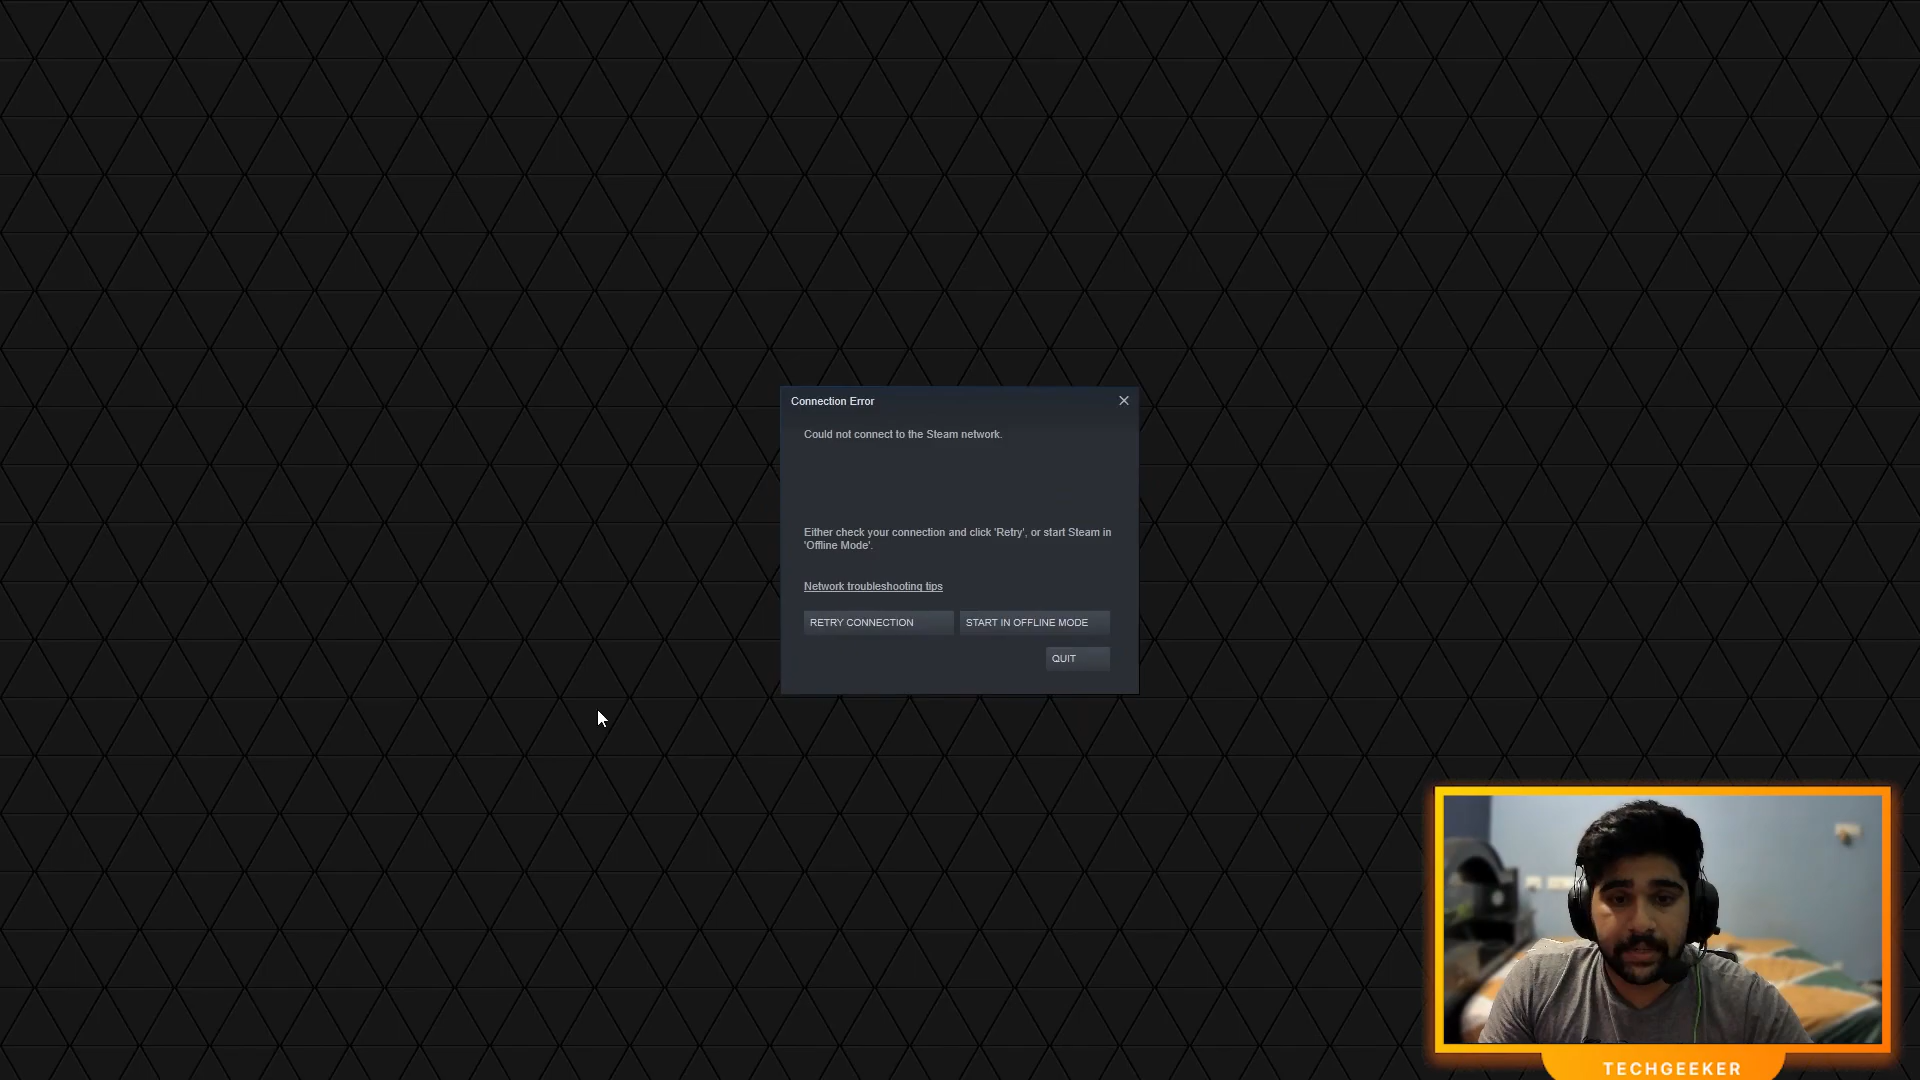 Connection Error
Could not connect to the Steam network.
Either check your connection and click 'Retry', or start Steam in
'Offline Mode'.
Network troubleshooting tips
RETRY CONNECTION
START IN OFFLINE MODE
QUIT
TECHGEEKER